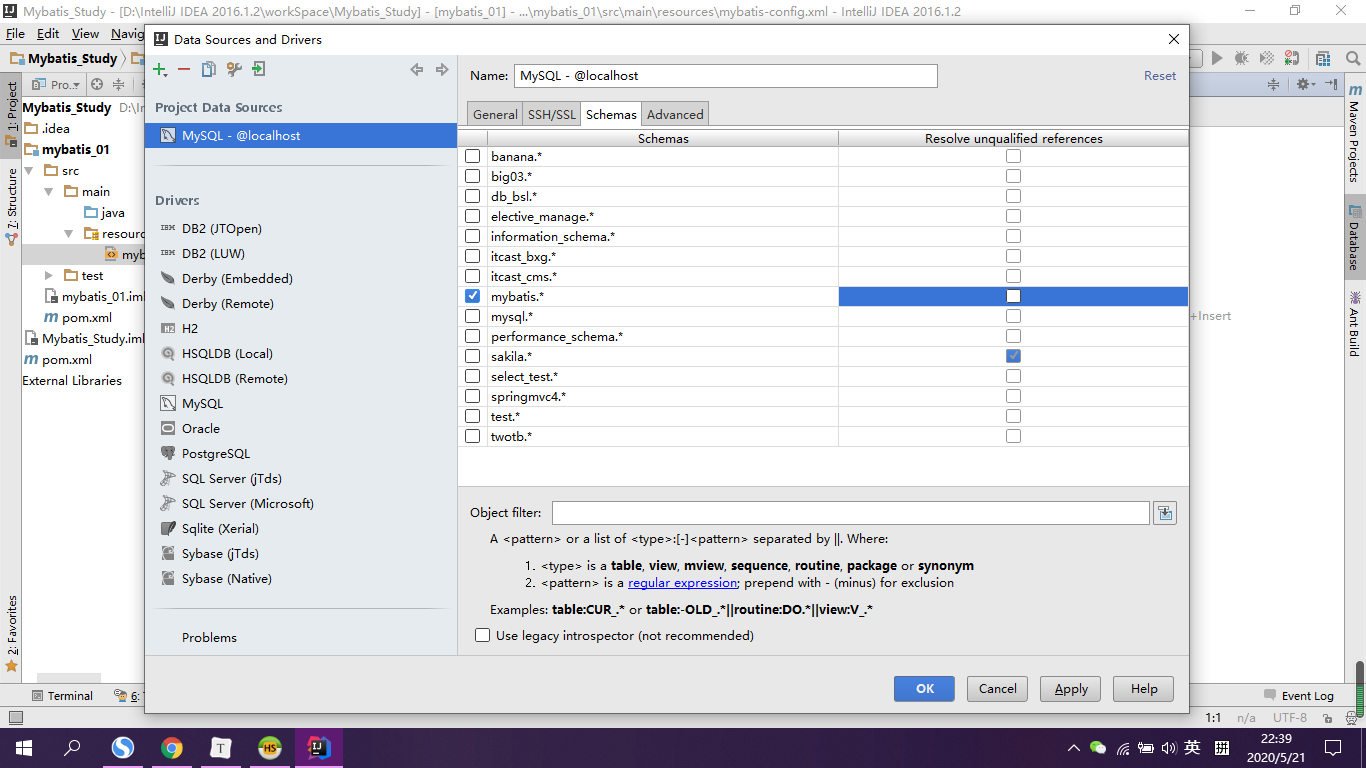 Mybatis_Study - [D:\IntelliJ IDEA 2016.1.2\workSpace\Mybatis_Study] - [mybatis_01] - ...\mybatis_01\src\main\resources\mybatis-config.xml - IntelliJ IDEA 2016.1.2
File Edit View Navig
Data Sources and Drivers
Mybatis_Study
Name: MySQL - @localhost Reset
1: Project
Pro...
Project Data Sources
MySQL - @localhost
General SSH/SSL Schemas Advanced
Mybatis_Study D:\In
.idea
mybatis_01
src
main
java
resourc
myb
test
mybatis_01.iml
pom.xml
Mybatis_Study.iml
pom.xml
External Libraries
7: Structure
2: Favorites
Drivers
DB2 (JTOpen)
DB2 (LUW)
Derby (Embedded)
Derby (Remote)
H2
HSQLDB (Local)
HSQLDB (Remote)
MySQL
Oracle
PostgreSQL
SQL Server (jTds)
SQL Server (Microsoft)
Sqlite (Xerial)
Sybase (jTds)
Sybase (Native)
Problems
Schemas Resolve unqualified references
banana.*
big03.*
db_bsl.*
elective_manage.*
information_schema.*
itcast_bxg.*
itcast_cms.*
mybatis.*
mysql.*
performance_schema.*
sakila.*
select_test.*
springmvc4.*
test.*
twotb.*
Object filter:
A <pattern> or a list of <type>:[-]<pattern> separated by ||. Where:
1. <type> is a table, view, mview, sequence, routine, package or synonym
2. <pattern> is a regular expression; prepend with - (minus) for exclusion
Examples: table:CUR_.* or table:-OLD_.*||routine:DO.*||view:V_.*
Use legacy introspector (not recommended)
OK Cancel Apply Help
Maven Projects
Database
Ant Build
+Insert
Terminal 6: Event Log
1:1 n/a UTF-8
英 拼 22:39
2020/5/21